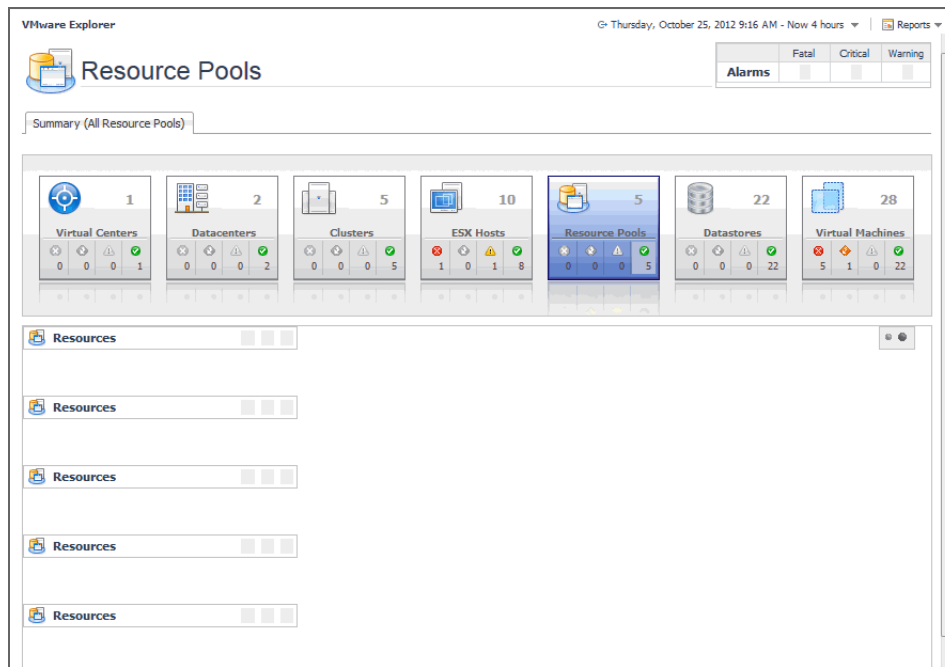 VMware Explorer
G• Thursday, October 25, 2012 9:16 AM - Now 4 hours
Reports
Resource Pools
Fatal Critical Warning
Alarms
Summary (All Resource Pools)
1 2 5 10 5 22 28
Virtual Centers Datacenters Clusters ESX Hosts Resource Pools Datastores Virtual Machines
0 0 0 1 0 0 0 2 0 0 0 5 1 0 1 8 0 0 0 5 0 0 0 22 5 1 0 22
Resources
Resources
Resources
Resources
Resources